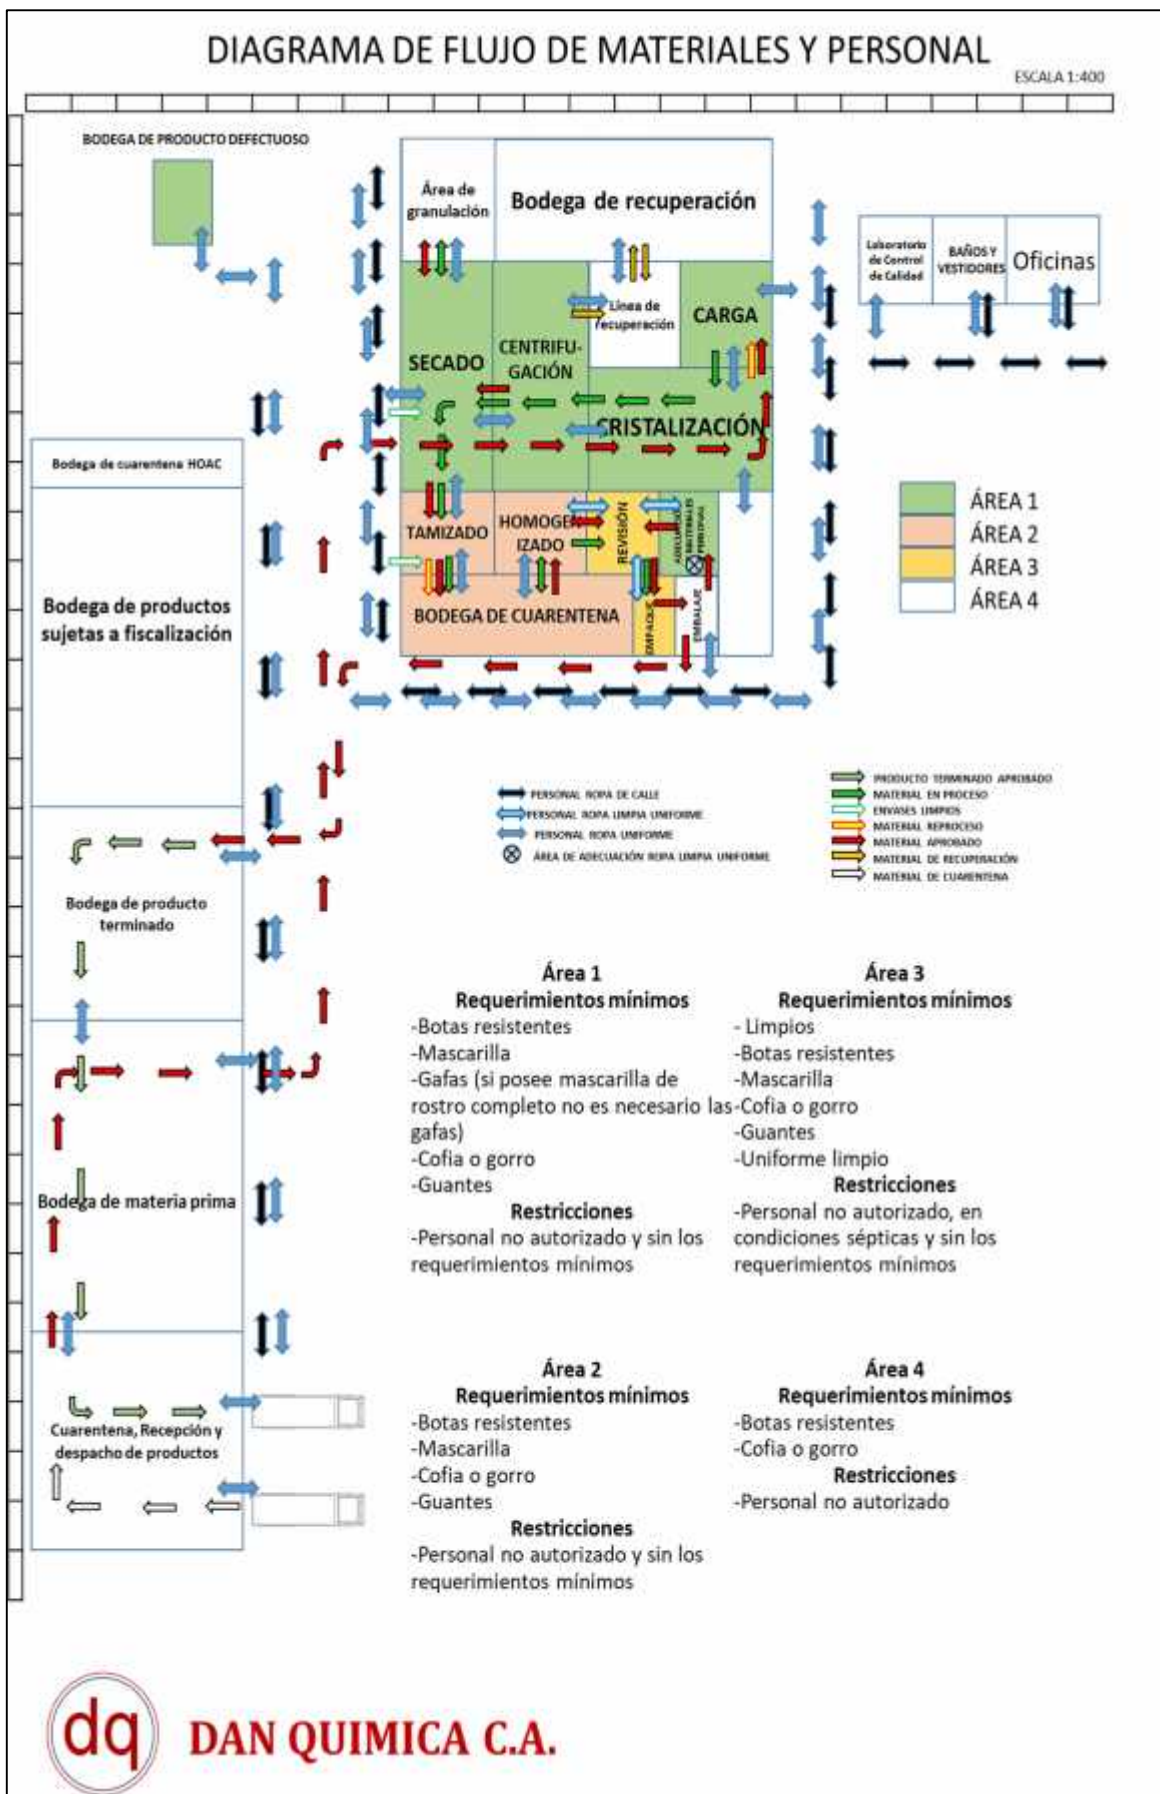 DIAGRAMA DE FLUJO DE MATERIALES Y PERSONAL
ESCALA 1:400
BODEGA DE PRODUCTO DEFECTUOSO
Área de
granulación
Bodega de recuperación
Laboratorio
de Control
de Calidad
BAÑOS Y
VESTIDORES
Oficinas
Línea de
recuperación
CARGA
SECADO
CENTRIFU-
GACIÓN
CRISTALIZACIÓN
Bodega de cuarentena HOAC
TAMIZADO
HOMOGE
IZADO
REVISIÓN
MATERIALES
PERSONAL
BODEGA DE CUARENTENA
EMPAQUE
EMBALAJE
ÁREA 1
ÁREA 2
ÁREA 3
ÁREA 4
Bodega de productos
sujetas a fiscalización
PERSONAL ROPA DE CALLE
PERSONAL ROPA LIMPIA UNIFORME
PERSONAL ROPA UNIFORME
ÁREA DE ADECUACIÓN ROPA LIMPIA UNIFORME
PRODUCTO TERMINADO APROBADO
MATERIAL EN PROCESO
ENVASES LIMPIOS
MATERIAL REPROCESO
MATERIAL APROBADO
MATERIAL DE RECUPERACIÓN
MATERIAL DE CUARENTENA
Bodega de producto
terminado
Bodega de materia prima
Cuarentena, Recepción y
despacho de productos
Área 1
Requerimientos mínimos
-Botas resistentes
-Mascarilla
-Gafas (si posee mascarilla de
rostro completo no es necesario las
gafas)
-Cofia o gorro
-Guantes
Restricciones
-Personal no autorizado y sin los
requerimientos mínimos
Área 3
Requerimientos mínimos
- Limpios
-Botas resistentes
-Mascarilla
-Cofia o gorro
-Guantes
-Uniforme limpio
Restricciones
-Personal no autorizado, en
condiciones sépticas y sin los
requerimientos mínimos
Área 2
Requerimientos mínimos
-Botas resistentes
-Mascarilla
-Cofia o gorro
-Guantes
Restricciones
-Personal no autorizado y sin los
requerimientos mínimos
Área 4
Requerimientos mínimos
-Botas resistentes
-Cofia o gorro
Restricciones
-Personal no autorizado
dq
DAN QUIMICA C.A.